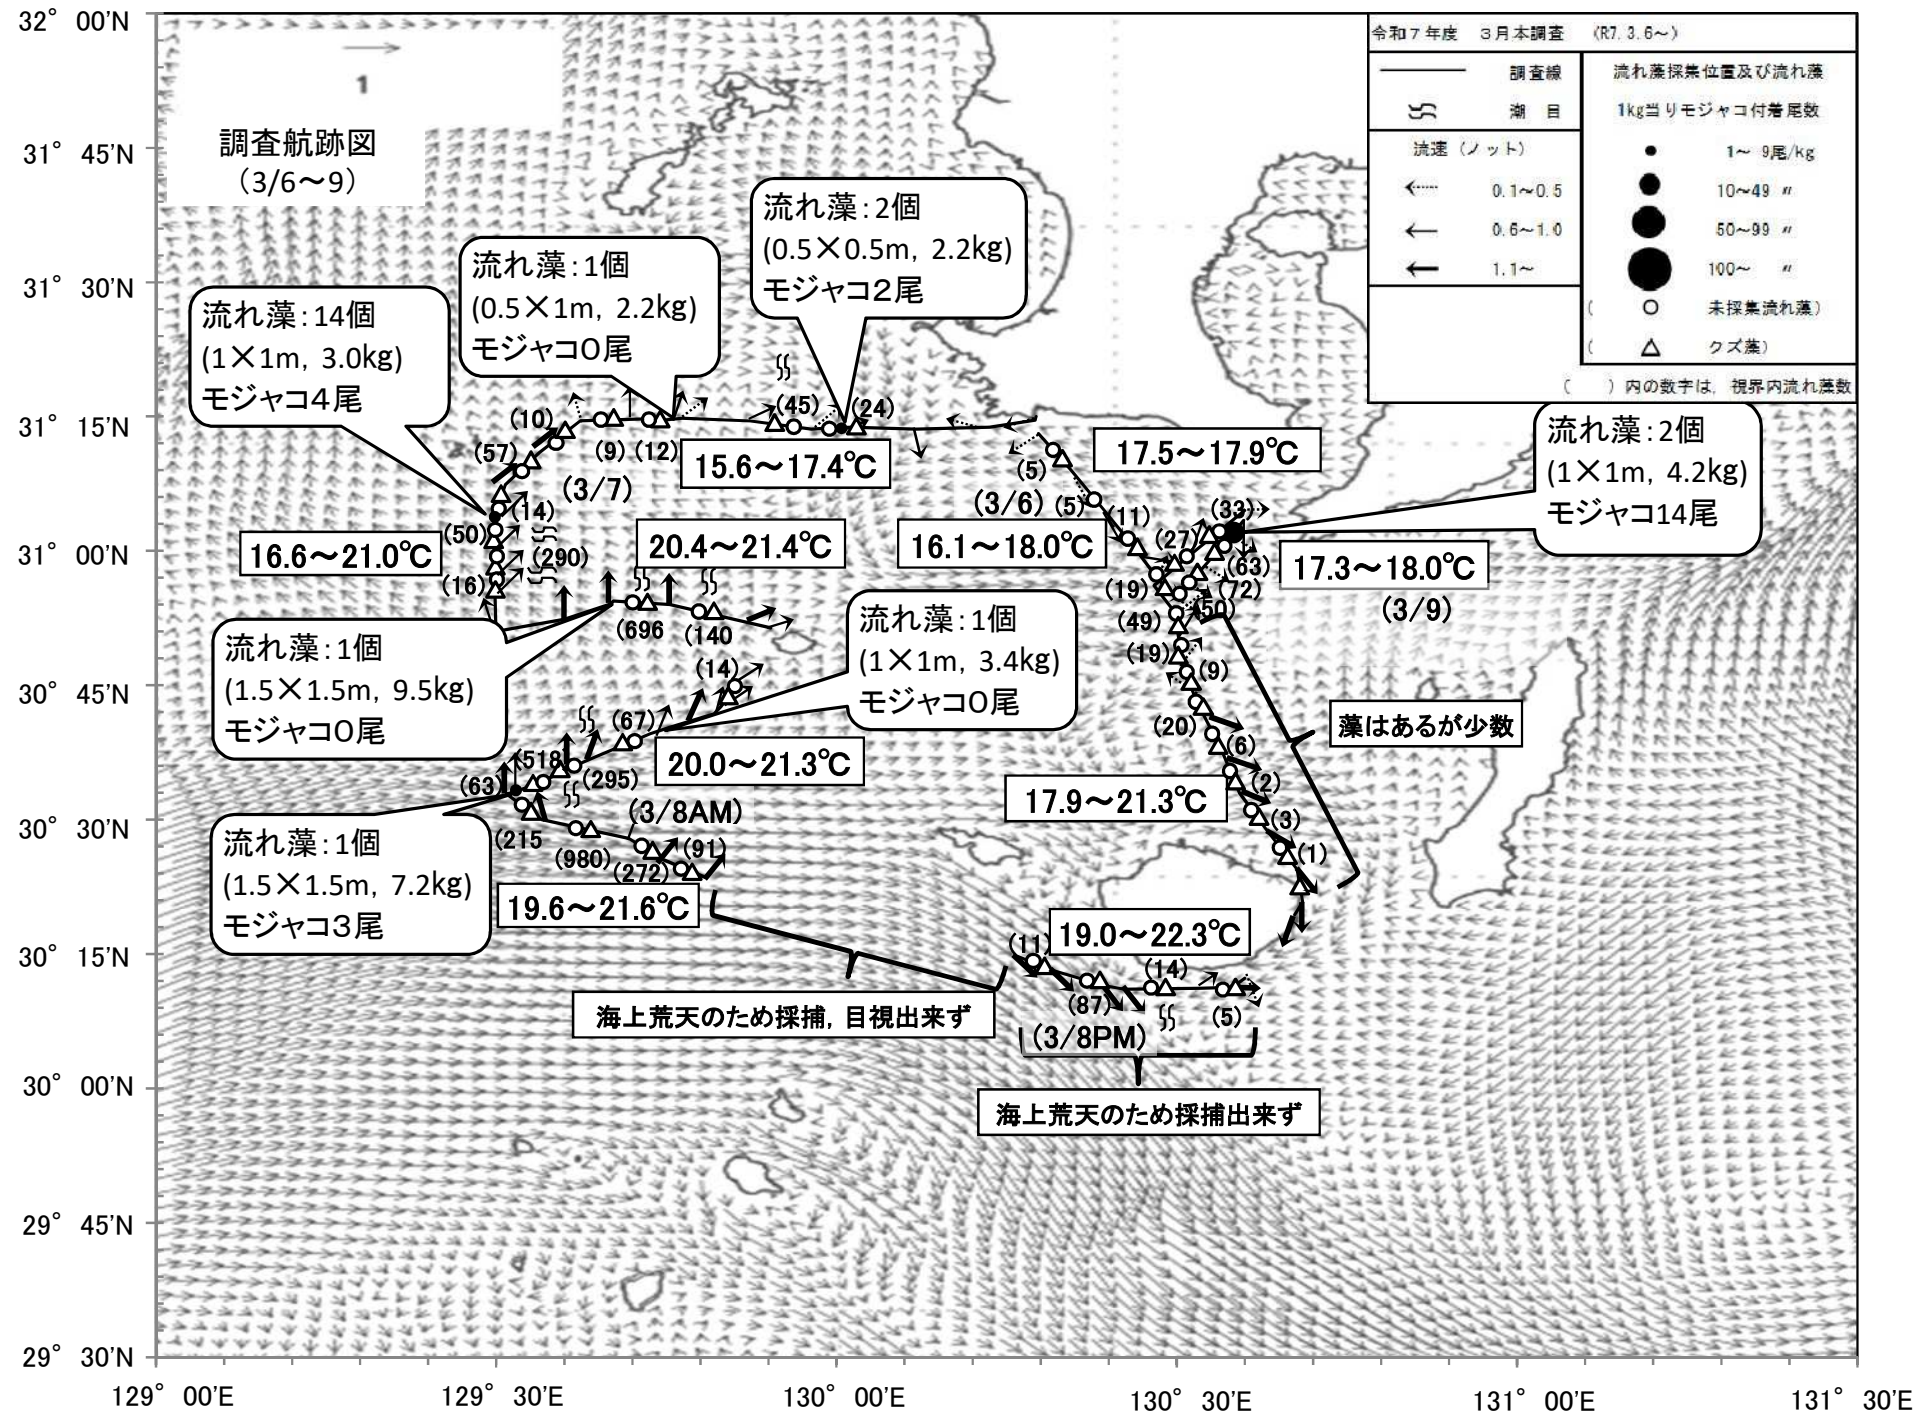 32° 00'N
1
調査航跡図
(3/6～9)
31° 45'N
31° 30'N
31° 15'N
31° 00'N
30° 45'N
30° 30'N
30° 15'N
30° 00'N
29° 45'N
29° 30'N
129° 00'E
129° 30'E
130° 00'E
130° 30'E
131° 00'E
131° 30'E
令和７年度 ３月本調査 (R7.3.6～)
調査線
潮 目
流速（ノット）
0.1～0.5
0.6～1.0
1.1～
流れ藻採集位置及び流れ藻
1kg当りモジャコ付着尾数
1～ 9尾/kg
10～49 〃
50～99 〃
100～ 〃
( 未採集流れ藻)
( クズ藻)
( )内の数字は，視界内流れ藻数
流れ藻：2個
(0.5×0.5m，2.2kg)
モジャコ２尾
流れ藻：1個
(0.5×1m，2.2kg)
モジャコ０尾
流れ藻：14個
(1×1m，3.0kg)
モジャコ４尾
流れ藻：2個
(1×1m，4.2kg)
モジャコ14尾
(45)
(24)
(10)
(9)
(12)
(57)
15.6～17.4℃
17.5～17.9℃
(5)
(3/7)
(3/6)
(5)
(14)
(11)
(33)
(50)
(290)
(27)
(63)
16.6～21.0℃
20.4～21.4℃
16.1～18.0℃
17.3～18.0℃
(3/9)
(16)
(19)
(72)
(50)
(49)
(696
(140
(19)
(9)
流れ藻：1個
(1.5×1.5m，9.5kg)
モジャコ０尾
流れ藻：1個
(1×1m，3.4kg)
モジャコ０尾
(14)
(67)
(20)
(6)
藻はあるが少数
(518)
(295)
20.0～21.3℃
(63)
(2)
17.9～21.3℃
(3)
(1)
(3/8AM)
(215
(980)
(272)
(91)
流れ藻：1個
(1.5×1.5m，7.2kg)
モジャコ３尾
19.6～21.6℃
19.0～22.3℃
(11)
(14)
(87)
(5)
(3/8PM)
海上荒天のため採捕，目視出来ず
海上荒天のため採捕出来ず